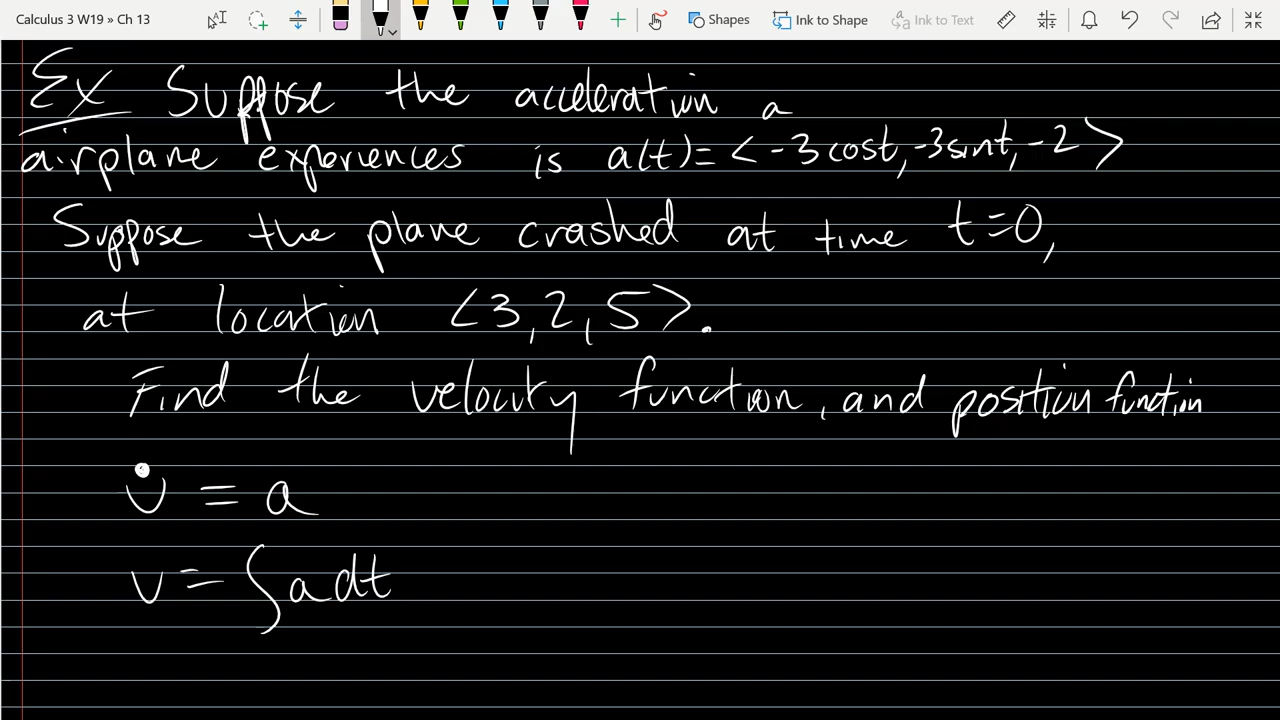 Calculus 3 W19 » Ch 13
Shapes
Ink to Shape
Ink to Text
Ex Suppose the acceleration a
airplane experiences is a(t)= < -3cost, -3sint, -2 >
Suppose the plane crashed at time t=0,
at location <3, 2, 5>.
Find the velocity function, and position function
v̇ = a
v = ∫ a dt